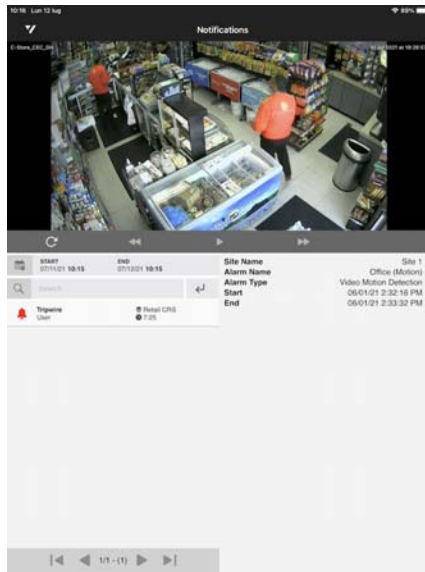 10:16 Lun 12 lug
Notifications
START
07/11/21 10:15
END
07/12/21 10:15
Search
Tripwire
User
Retail CRG
7:25
1/1 - (1)
Site Name Site 1
Alarm Name Office (Motion)
Alarm Type Video Motion Detection
Start 06/01/21 2:32:16 PM
End 06/01/21 2:33:32 PM